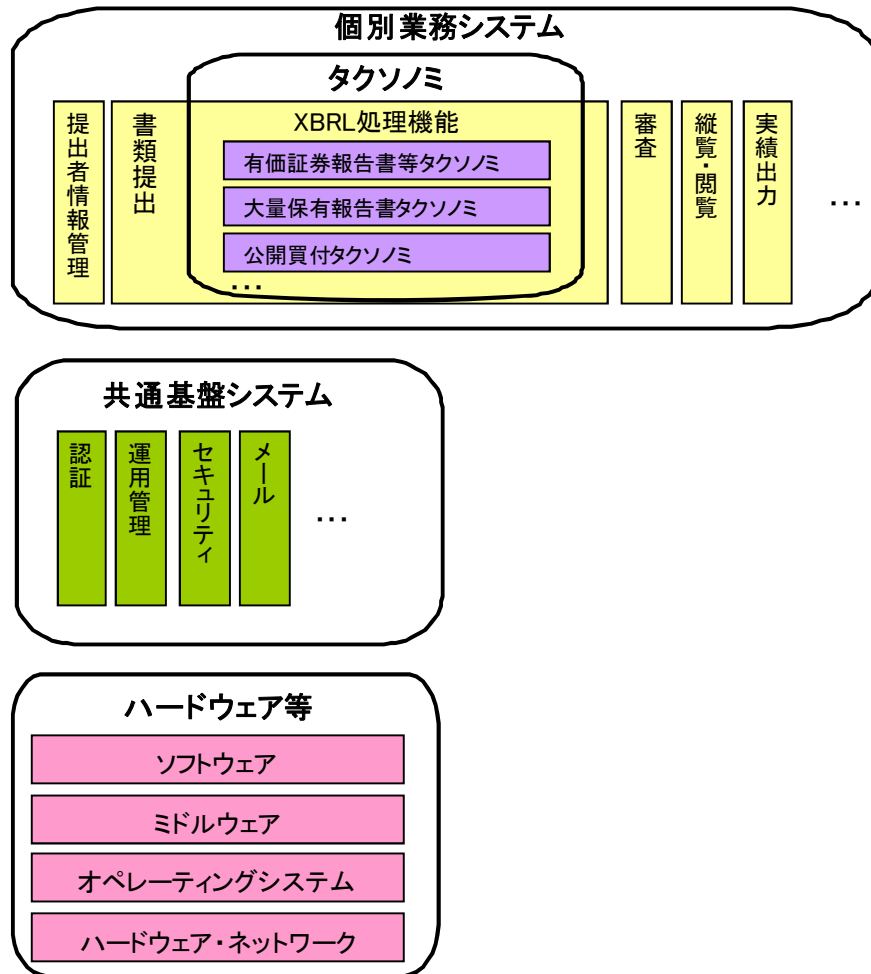 個別業務システム
タクソノミ
提出者情報管理
書類提出
XBRL処理機能
有価証券報告書等タクソノミ
大量保有報告書タクソノミ
公開買付タクソノミ
…
審査
縦覧・閲覧
実績出力
…
共通基盤システム
認証
運用管理
セキュリティ
メール
…
ハードウェア等
ソフトウェア
ミドルウェア
オペレーティングシステム
ハードウェア・ネットワーク